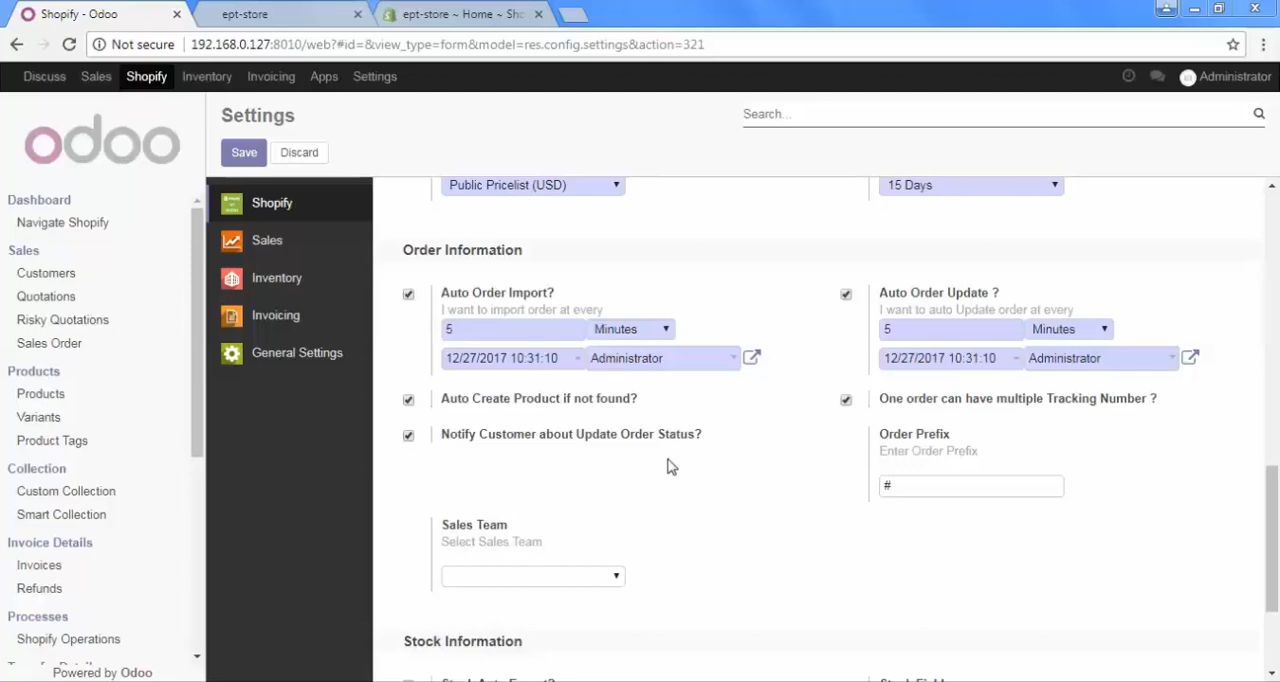 Shopify - Odoo
ept-store
ept-store ~ Home ~ Sho
Not secure
192.168.0.127:8010/web?#id=&view_type=form&model=res.config.settings&action=321
Discuss Sales Shopify Inventory Invoicing Apps Settings
Administrator
odoo
Dashboard
Navigate Shopify
Sales
Customers
Quotations
Risky Quotations
Sales Order
Products
Products
Variants
Product Tags
Collection
Custom Collection
Smart Collection
Invoice Details
Invoices
Refunds
Processes
Shopify Operations
Powered by Odoo
Settings
Search...
Save Discard
Shopify
Sales
Inventory
Invoicing
General Settings
Public Pricelist (USD)
15 Days
Order Information
Auto Order Import?
I want to import order at every
5 Minutes
12/27/2017 10:31:10 Administrator
Auto Order Update ?
I want to auto Update order at every
5 Minutes
12/27/2017 10:31:10 Administrator
Auto Create Product if not found?
One order can have multiple Tracking Number ?
Notify Customer about Update Order Status?
Order Prefix
Enter Order Prefix
#
Sales Team
Select Sales Team
Stock Information